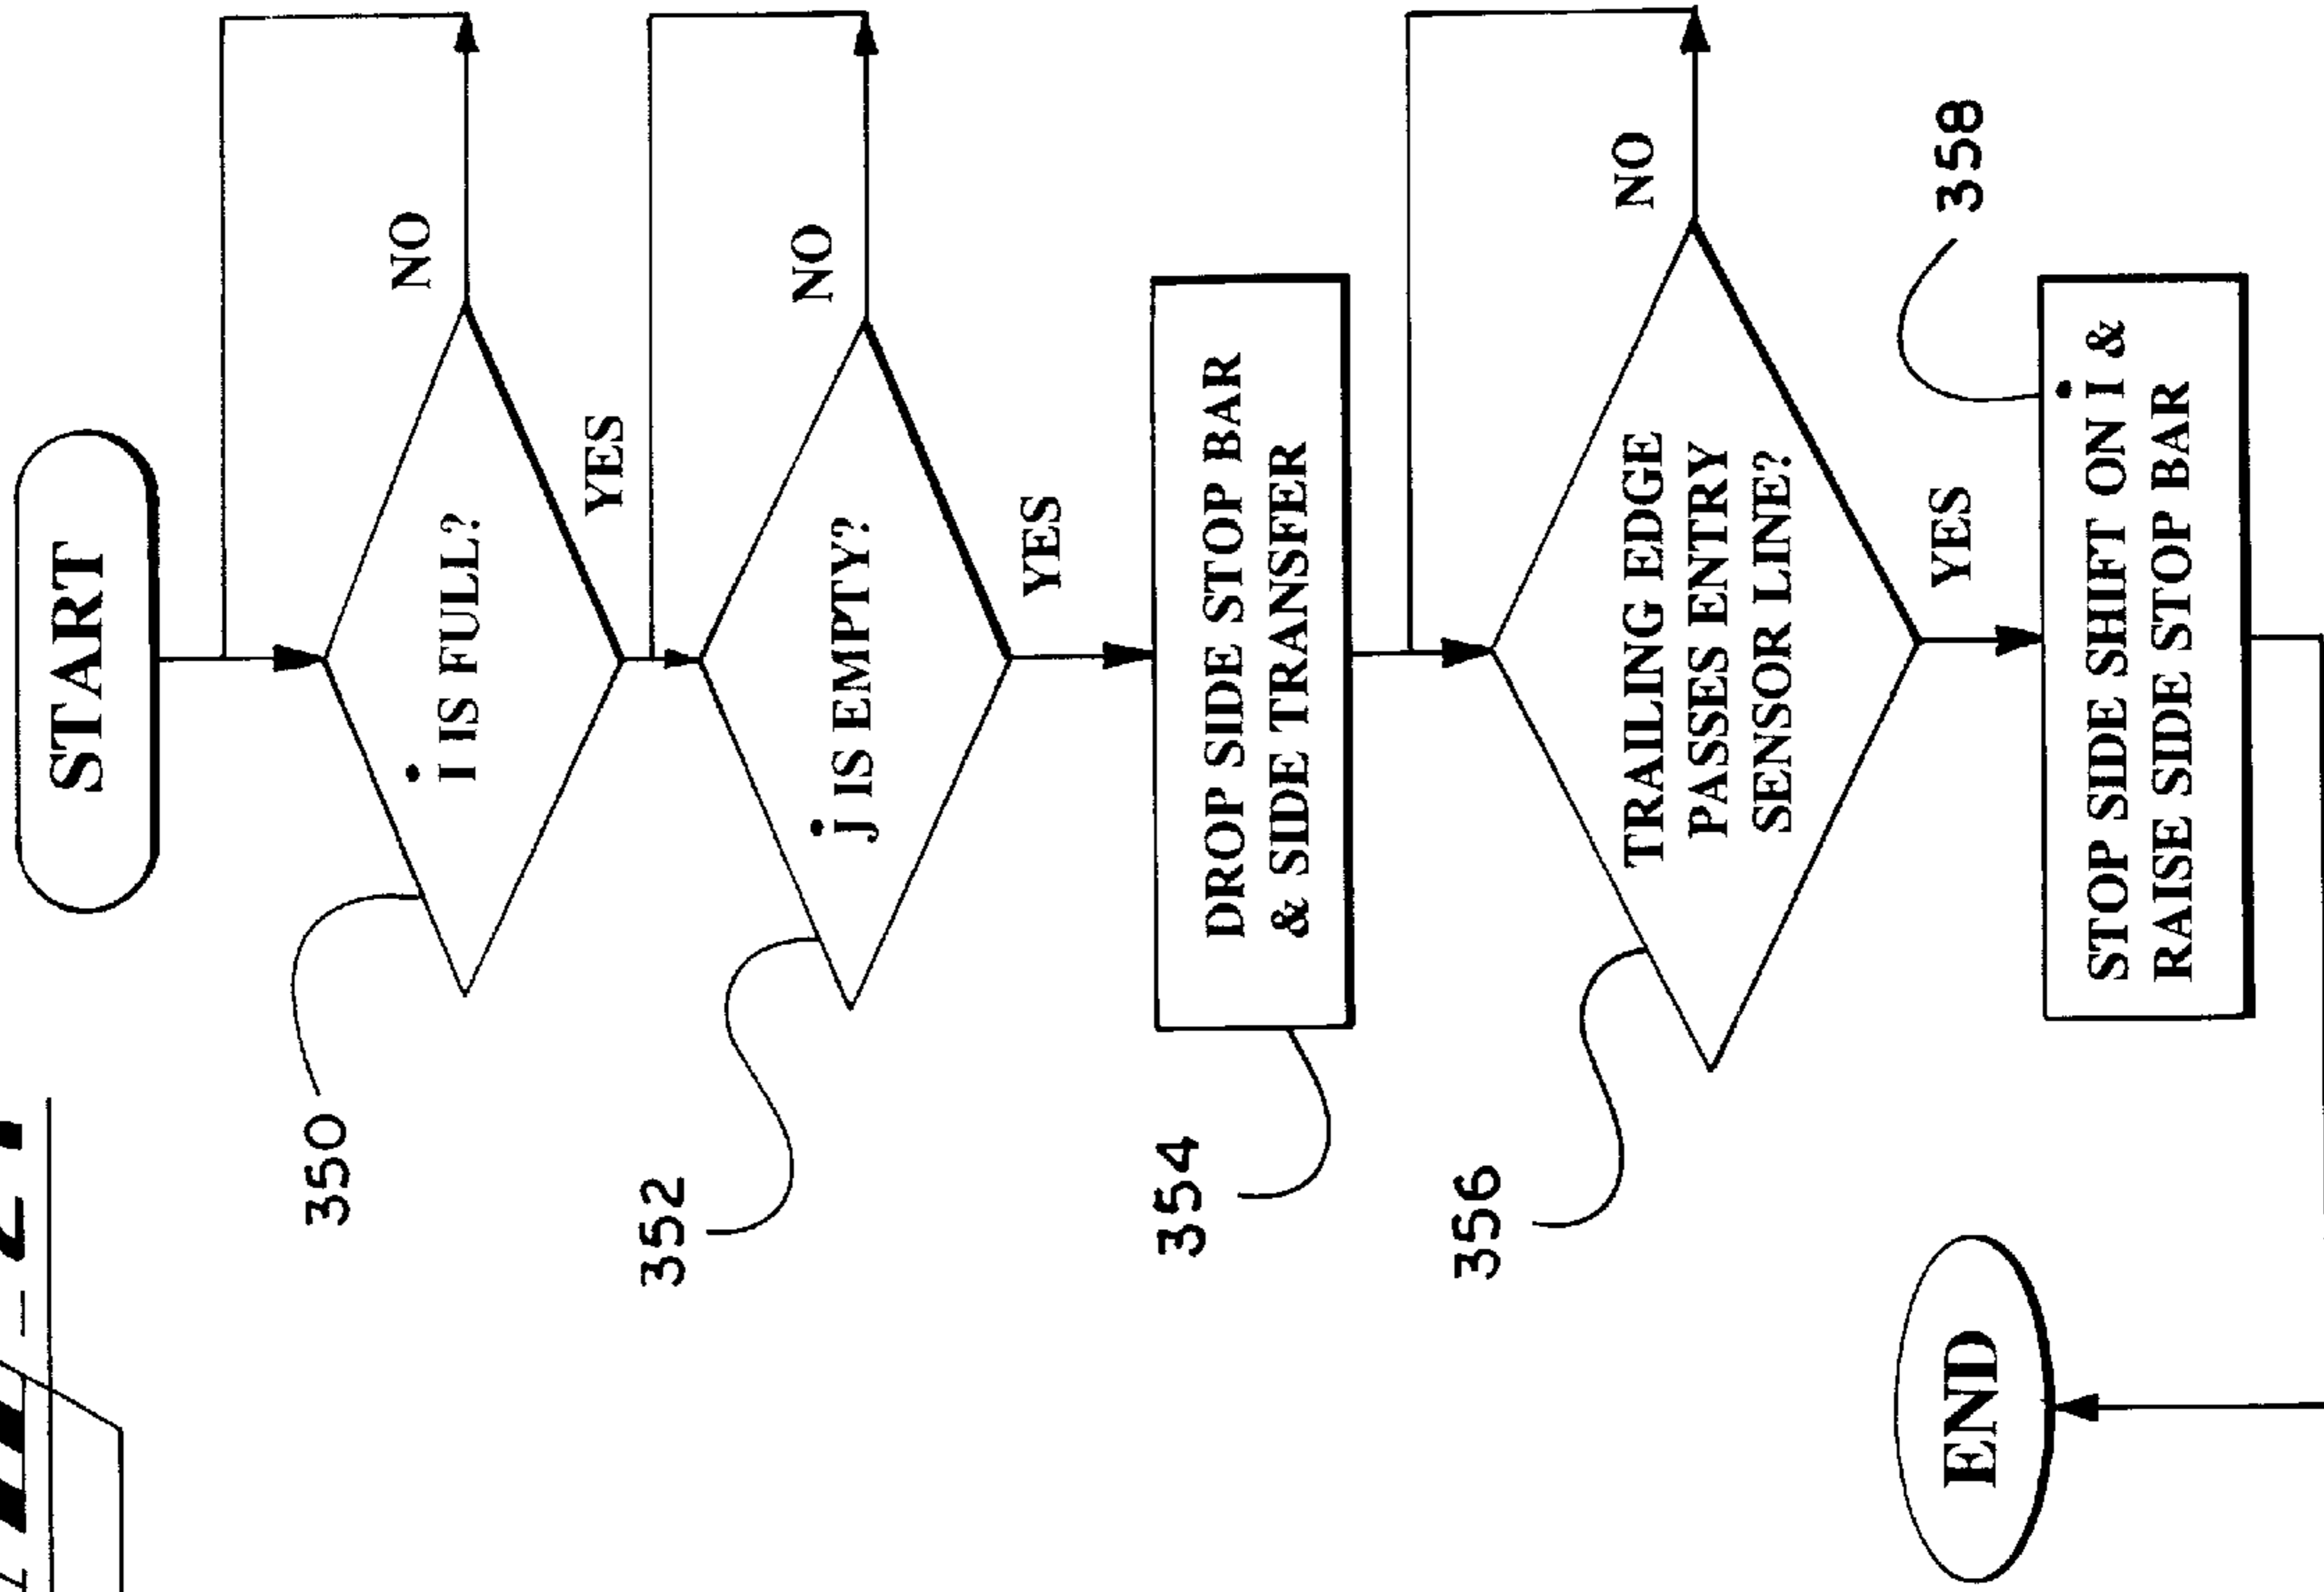 START
i IS FULL?
NO
350
YES
j IS EMPTY?
NO
352
YES
DROP SIDE STOP BAR
& SIDE TRANSFER
354
TRAILING EDGE
PASSES ENTRY
SENSOR LINE?
NO
356
YES
358
STOP SIDE SHIFT ON i &
RAISE SIDE STOP BAR
END